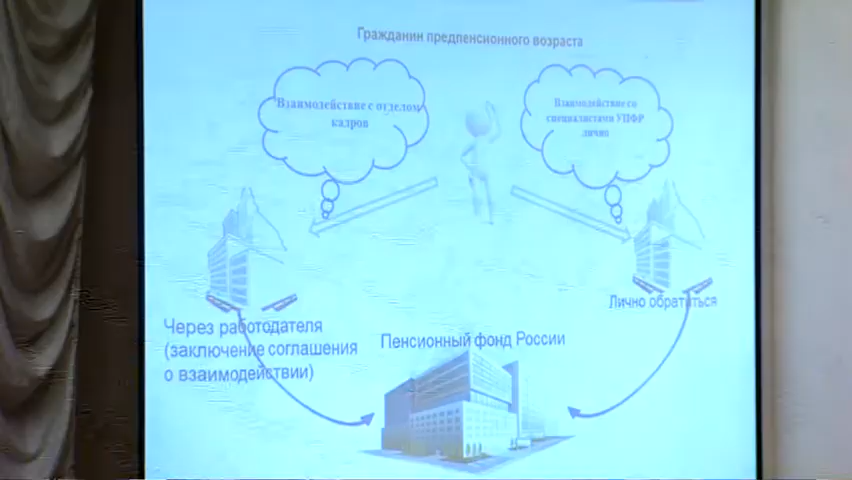 Гражданин предпенсионного возраста
Взаимодействие с отделом
кадров
Взаимодействие со
специалистами УПФР
лично
Лично обратиться
Через работодателя
(заключение соглашения
о взаимодействии)
Пенсионный фонд России